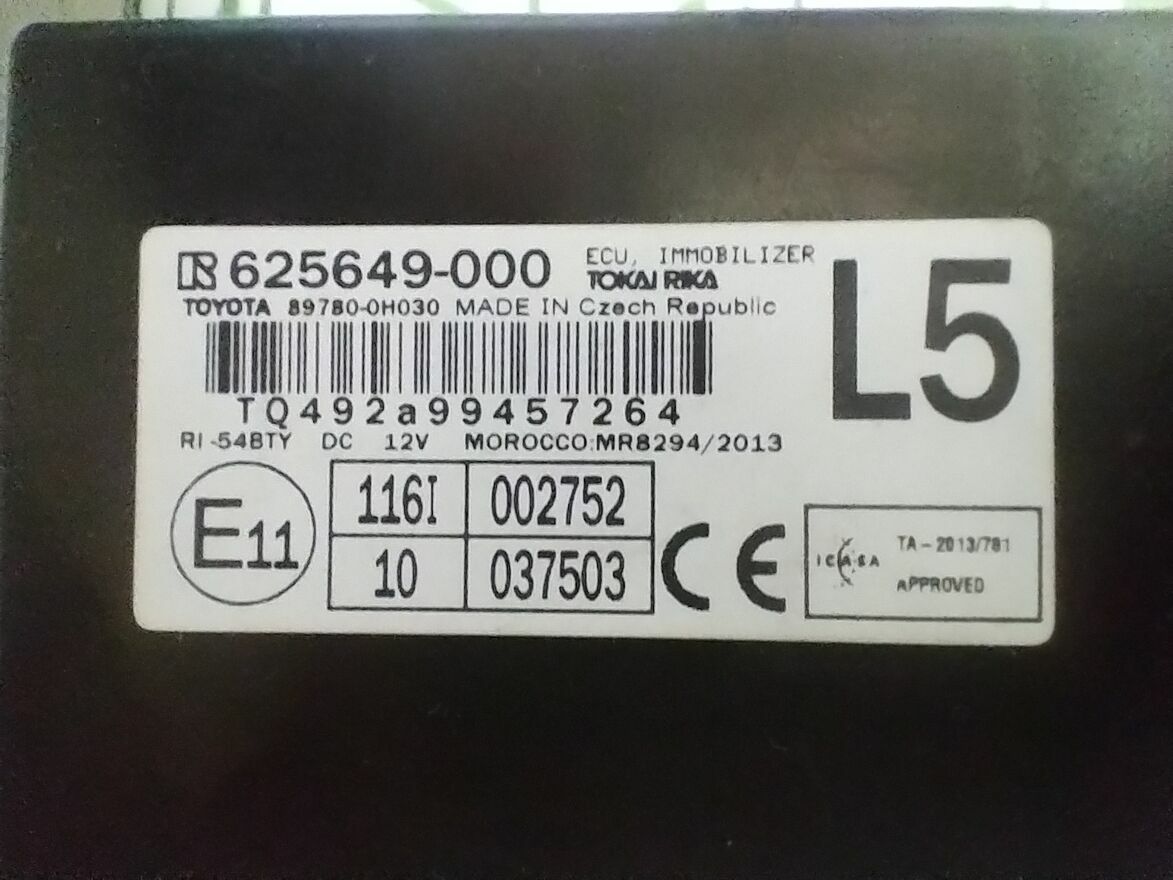 625649-000 ECU, IMMOBILIZER
TOKAI RIKA
TOYOTA 89780-0H030 MADE IN Czech Republic
L5
TQ492a99457264
RI-54BTY DC 12V MOROCCO:MR8294/2013
E11
116I 002752
10 037503
CE
ICASA
TA-2013/781
APPROVED